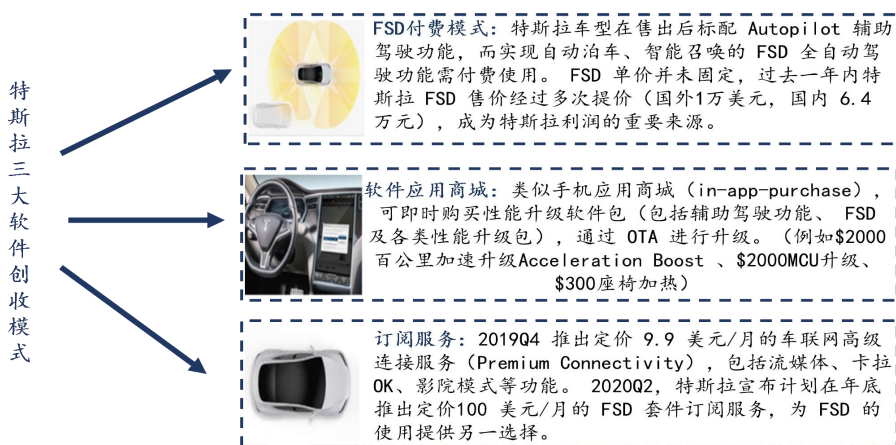 特斯拉三大软件创收模式
FSD付费模式：特斯拉车型在售出后标配 Autopilot 辅助
驾驶功能，而实现自动泊车、智能召唤的 FSD 全自动驾
驶功能需付费使用。 FSD 单价并未固定，过去一年内特
斯拉 FSD 售价经过多次提价（国外1万美元，国内 6.4
万元），成为特斯拉利润的重要来源。
软件应用商城：类似手机应用商城（in-app-purchase），
可即时购买性能升级软件包（包括辅助驾驶功能、 FSD
及各类性能升级包），通过 OTA 进行升级。（例如$2000
百公里加速升级Acceleration Boost 、$2000MCU升级、
$300座椅加热）
订阅服务：2019Q4 推出定价 9.9 美元/月的车联网高级
连接服务（Premium Connectivity），包括流媒体、卡拉
OK、影院模式等功能。 2020Q2，特斯拉宣布计划在年底
推出定价100 美元/月的 FSD 套件订阅服务，为 FSD 的
使用提供另一选择。